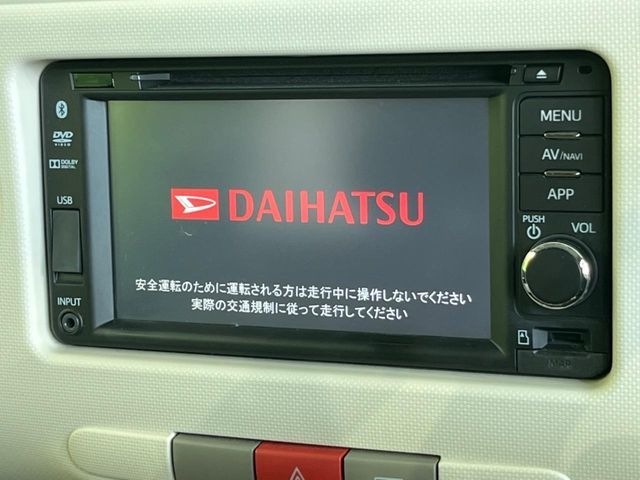 DVD
VIDEO
DOLBY
DIGITAL
USB
INPUT
DAIHATSU
安全運転のために運転される方は走行中に操作しないでください
実際の交通規制に従って走行してください
MENU
AV/NAVI
APP
PUSH
VOL
MAP